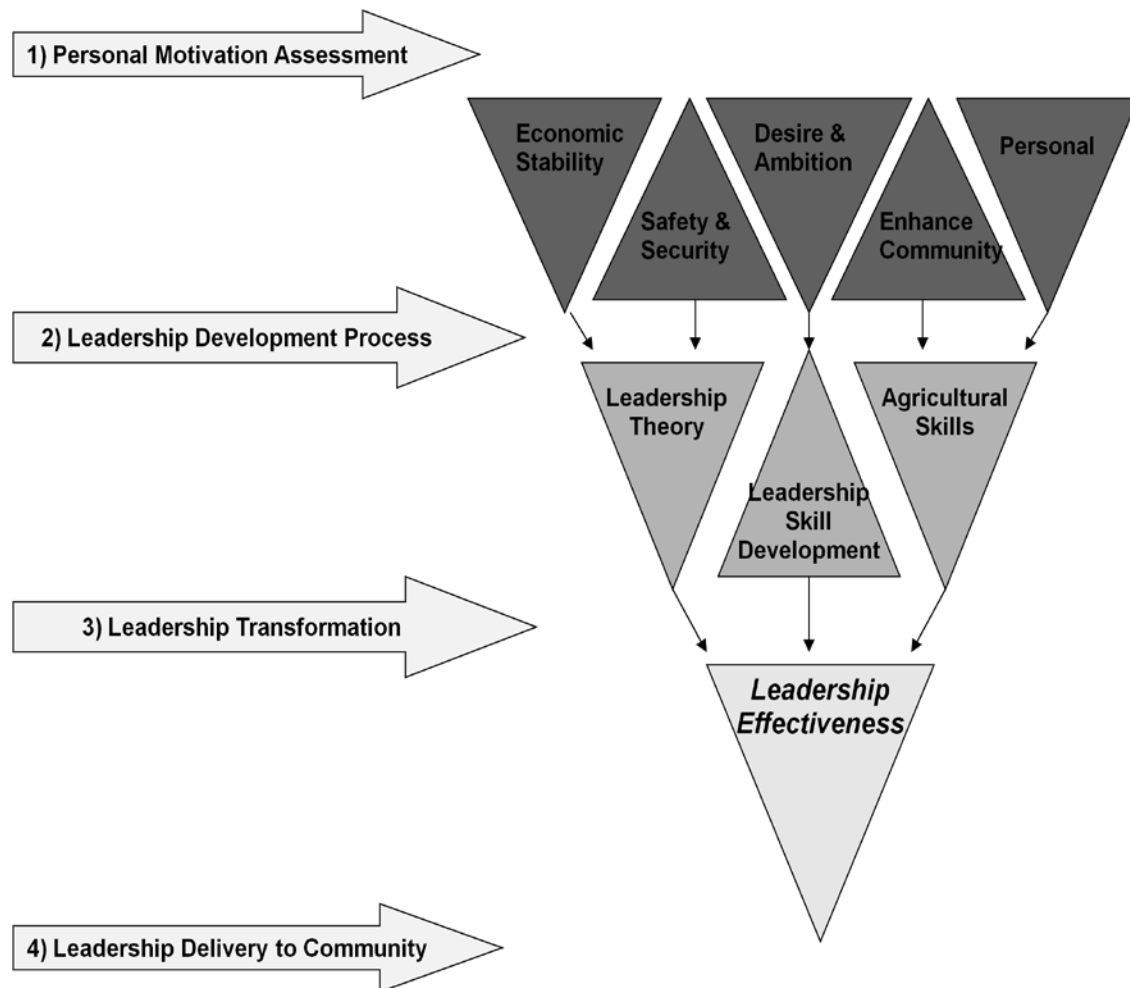 1) Personal Motivation Assessment
Economic
Stability
Safety &
Security
Desire &
Ambition
Enhance
Community
Personal
2) Leadership Development Process
Leadership
Theory
Leadership
Skill
Development
Agricultural
Skills
3) Leadership Transformation
Leadership
Effectiveness
4) Leadership Delivery to Community